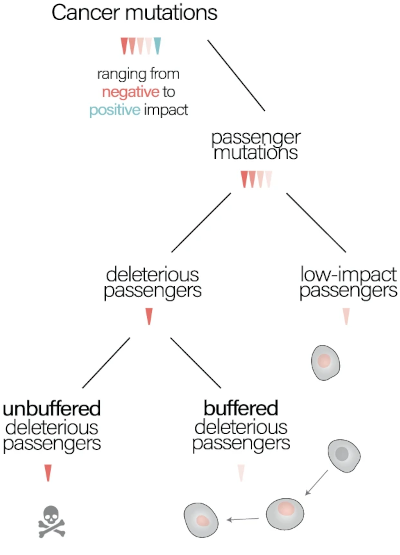 Cancer mutations
ranging from
negative to
positive impact
passenger
mutations
deleterious
passengers
low-impact
passengers
unbuffered
deleterious
passengers
buffered
deleterious
passengers